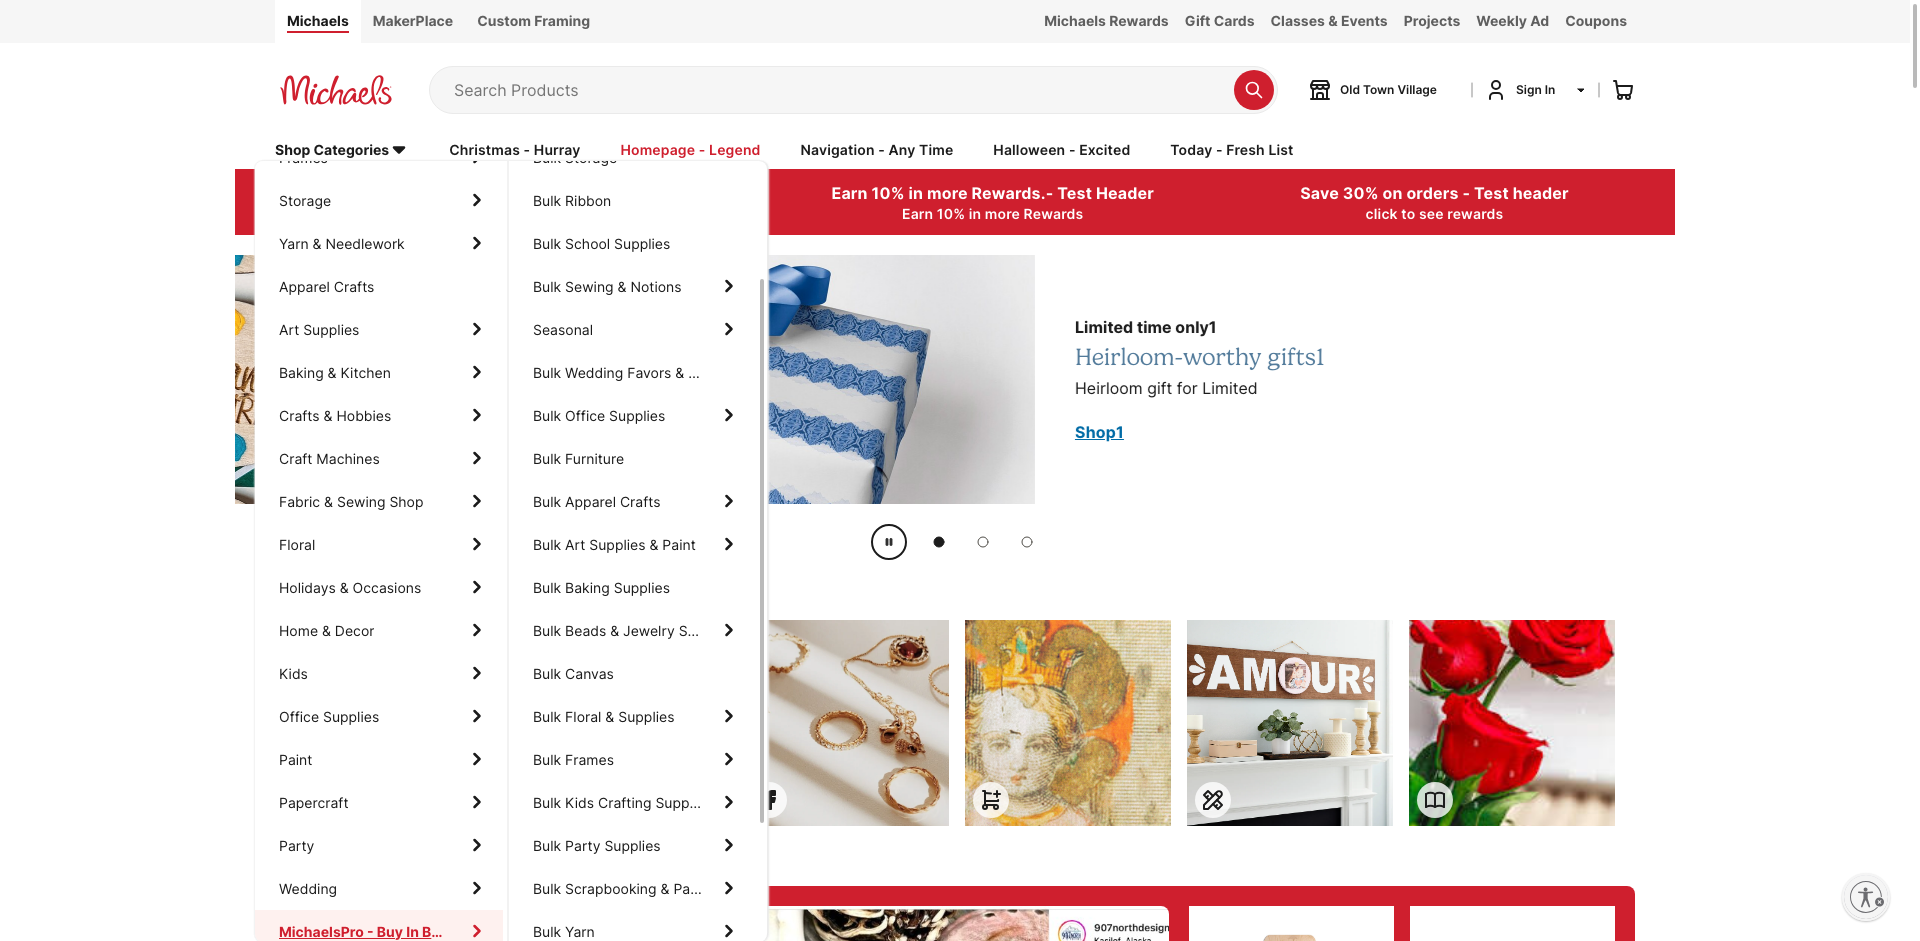 Michaels
MakerPlace
Custom Framing
Michaels Rewards
Gift Cards
Classes & Events
Projects
Weekly Ad
Coupons
Michaels
Search Products
Old Town Village
Sign In
Shop Categories
Christmas - Hurray
Homepage - Legend
Navigation - Any Time
Halloween - Excited
Today - Fresh List
Earn 10% in more Rewards.- Test Header
Earn 10% in more Rewards
Save 30% on orders - Test header
click to see rewards
Frames
Storage
Yarn & Needlework
Apparel Crafts
Art Supplies
Baking & Kitchen
Crafts & Hobbies
Craft Machines
Fabric & Sewing Shop
Floral
Holidays & Occasions
Home & Decor
Kids
Office Supplies
Paint
Papercraft
Party
Wedding
MichaelsPro - Buy In B...
Bulk Storage
Bulk Ribbon
Bulk School Supplies
Bulk Sewing & Notions
Seasonal
Bulk Wedding Favors & ...
Bulk Office Supplies
Bulk Furniture
Bulk Apparel Crafts
Bulk Art Supplies & Paint
Bulk Baking Supplies
Bulk Beads & Jewelry S...
Bulk Canvas
Bulk Floral & Supplies
Bulk Frames
Bulk Kids Crafting Supp...
Bulk Party Supplies
Bulk Scrapbooking & Pa...
Bulk Yarn
Limited time only1
Heirloom-worthy gifts1
Heirloom gift for Limited
Shop1
AMOUR
907northdesign
Kasilof, Alaska